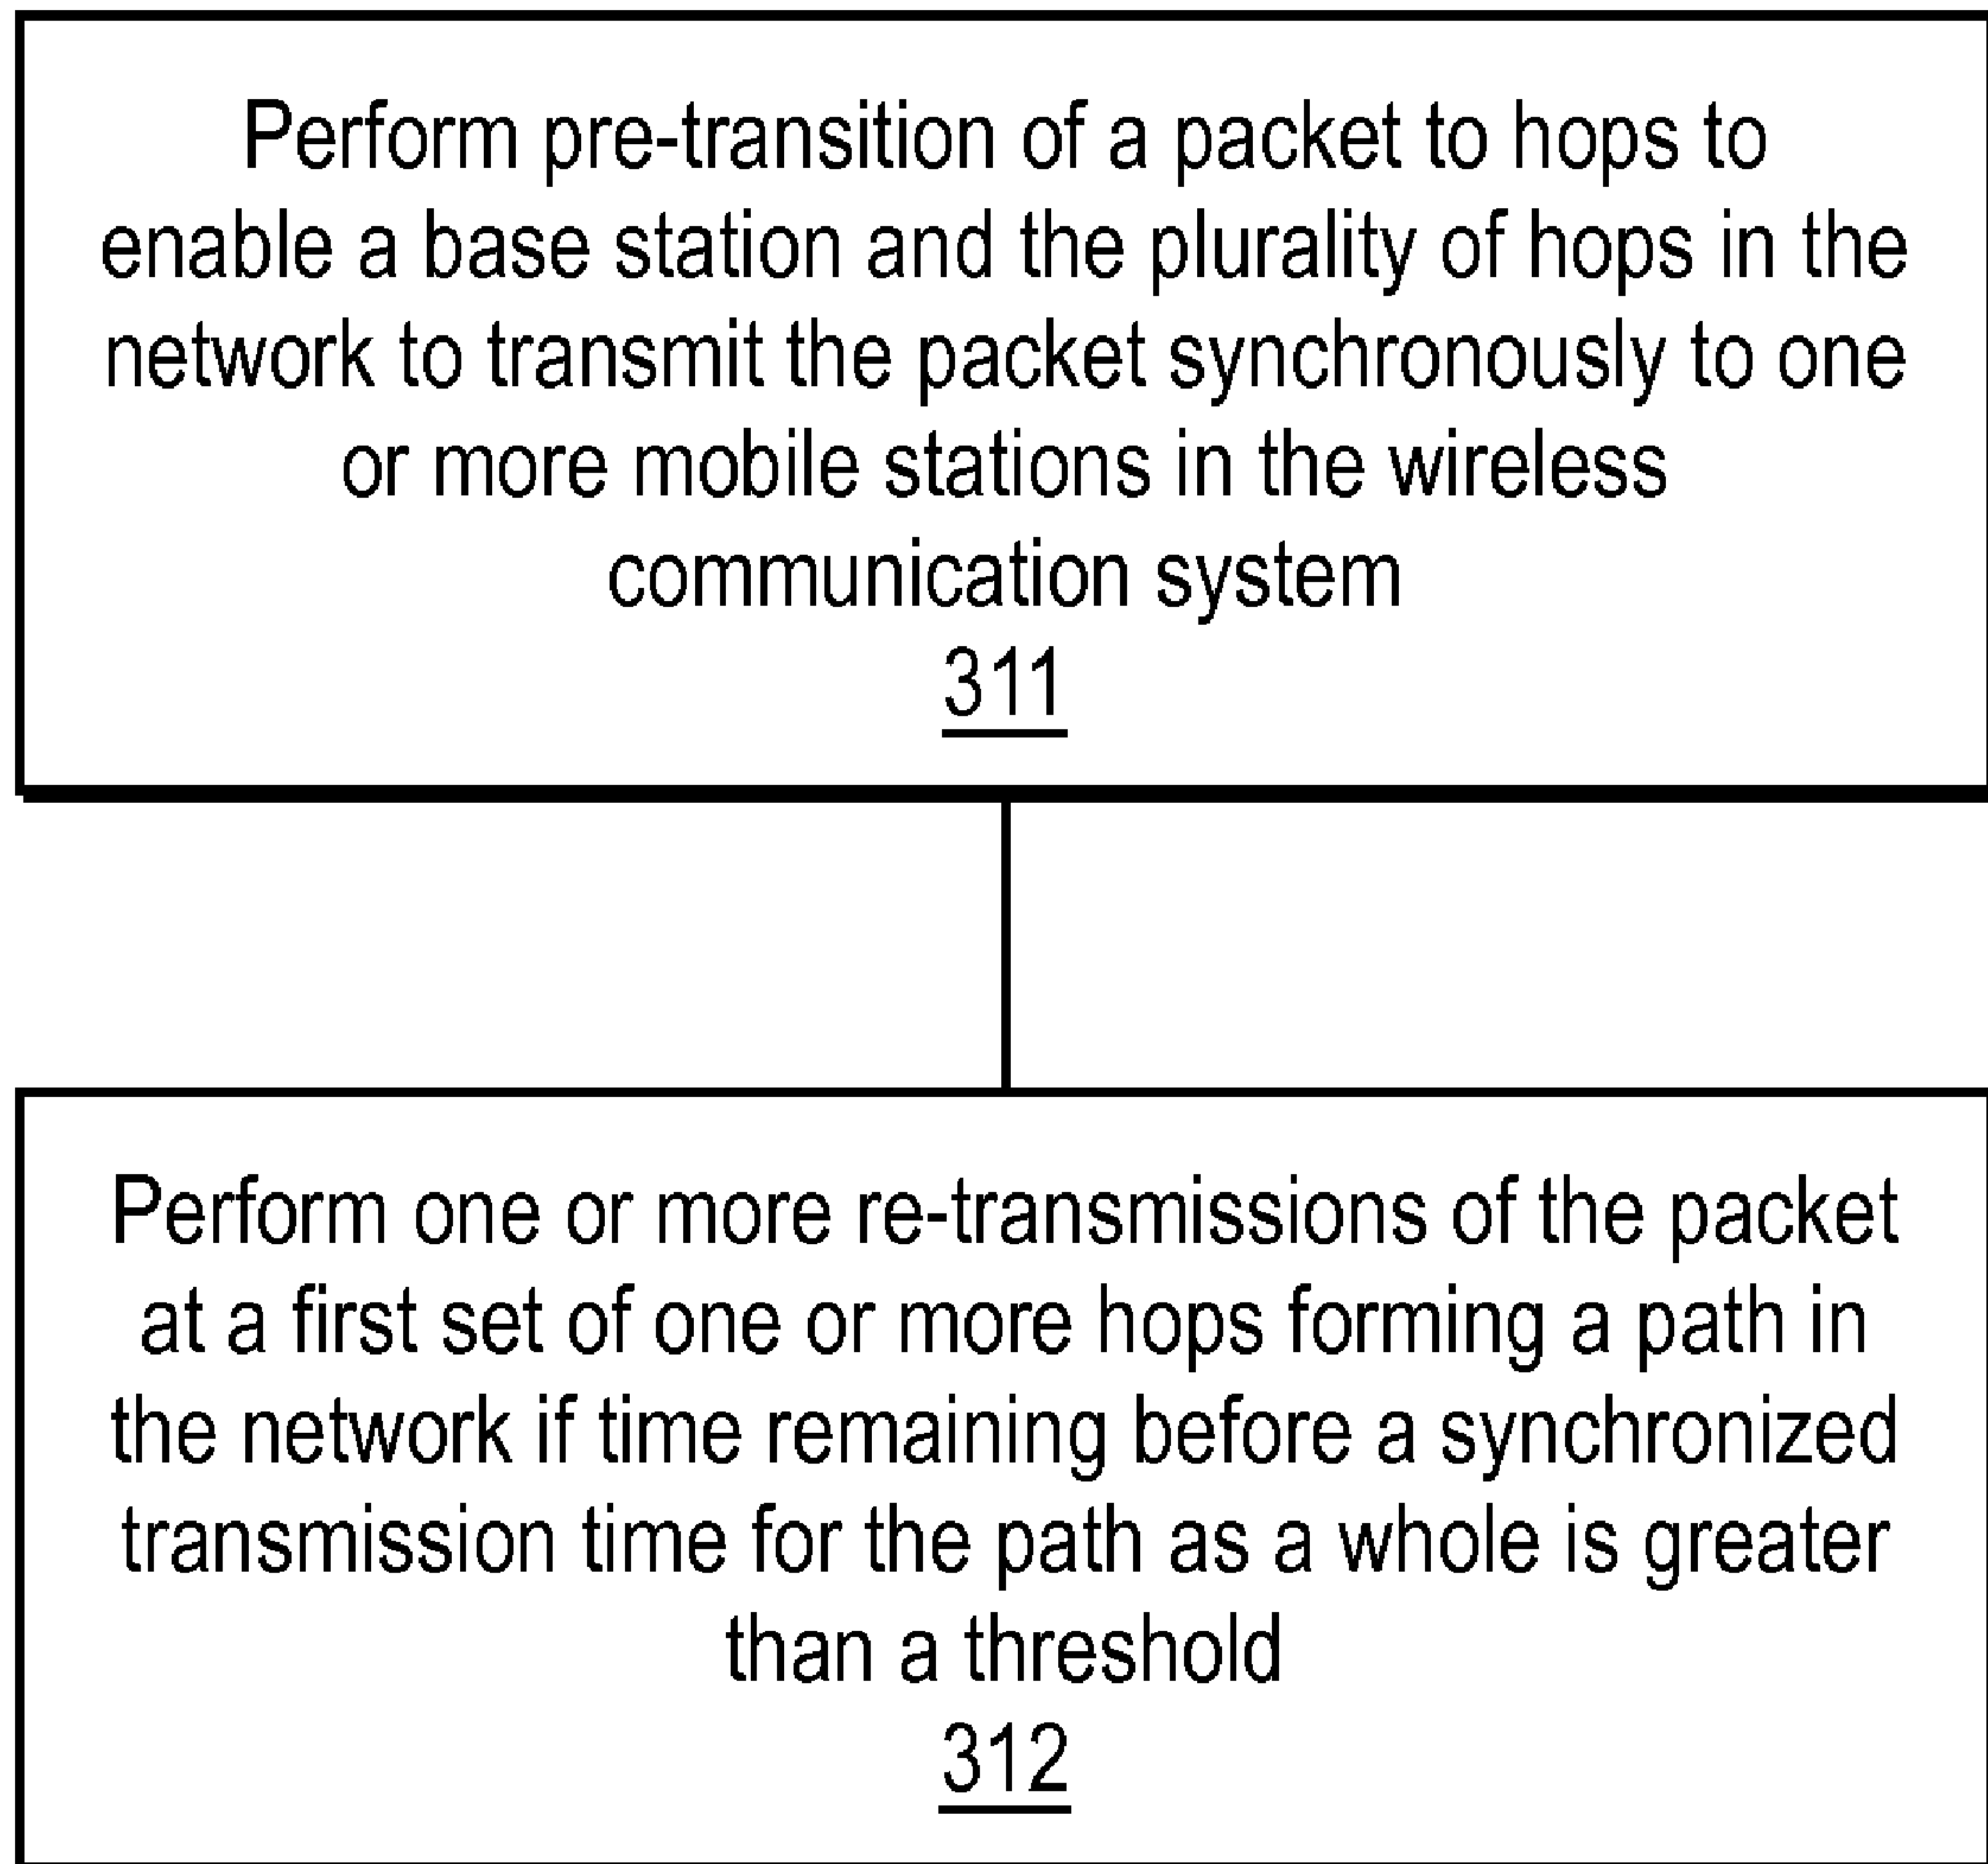 Perform pre-transition of a packet to hops to
enable a base station and the plurality of hops in the
network to transmit the packet synchronously to one
or more mobile stations in the wireless
communication system
311
Perform one or more re-transmissions of the packet
at a first set of one or more hops forming a path in
the network if time remaining before a synchronized
transmission time for the path as a whole is greater
than a threshold
312